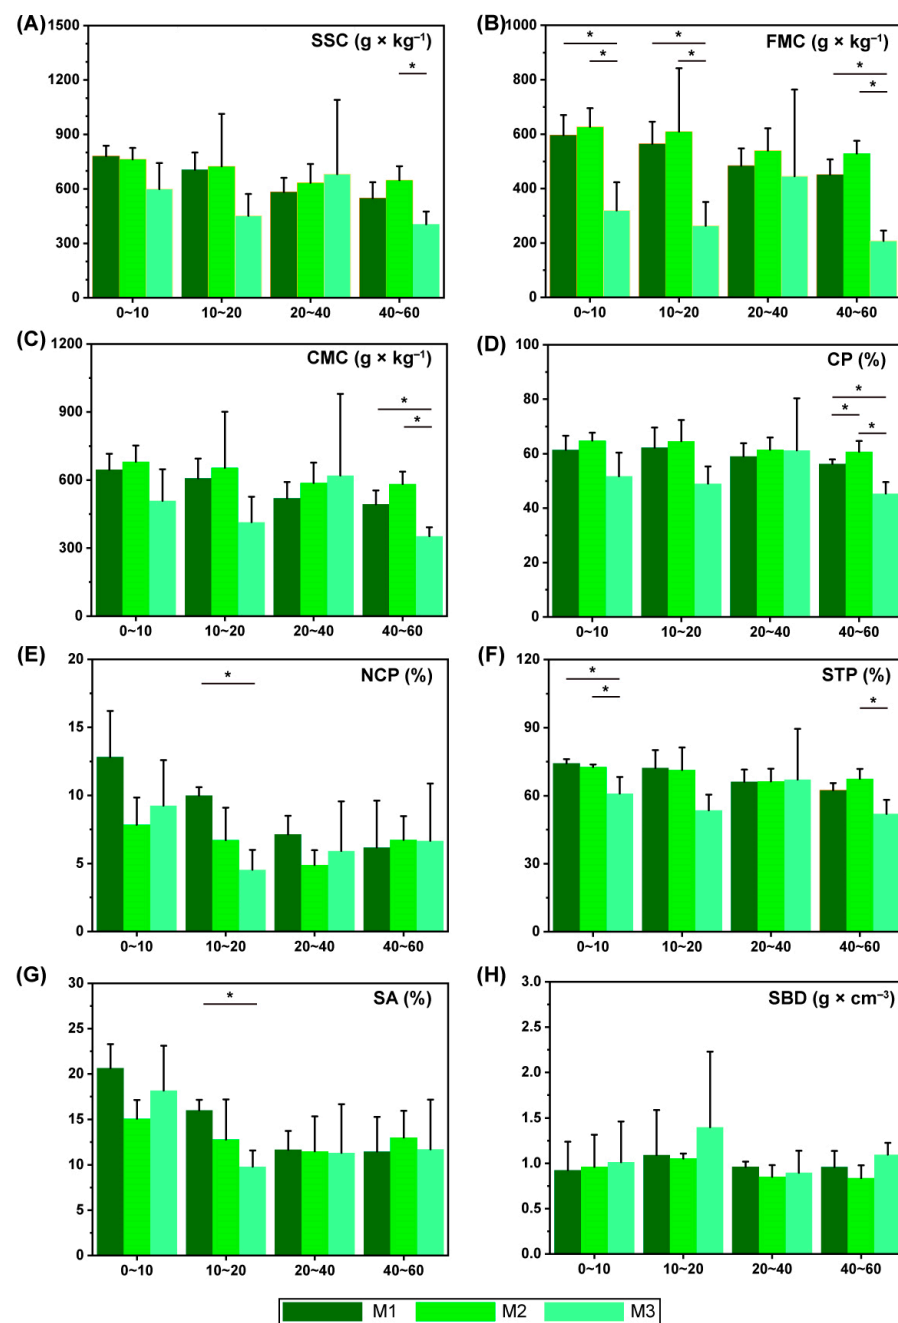 (A)
SSC (g × kg⁻¹)
1500
1200
900
600
300
0
*
0~10 10~20 20~40 40~60
(B)
FMC (g × kg⁻¹)
1000
800
600
400
200
0
* * * * * *
0~10 10~20 20~40 40~60
(C)
CMC (g × kg⁻¹)
1200
900
600
300
0
* *
0~10 10~20 20~40 40~60
(D)
CP (%)
100
80
60
40
20
0
* * *
0~10 10~20 20~40 40~60
(E)
NCP (%)
20
15
10
5
0
*
0~10 10~20 20~40 40~60
(F)
STP (%)
120
90
60
30
0
* * *
0~10 10~20 20~40 40~60
(G)
SA (%)
30
25
20
15
10
5
0
*
0~10 10~20 20~40 40~60
(H)
SBD (g × cm⁻³)
3.0
2.5
2.0
1.5
1.0
0.5
0.0
0~10 10~20 20~40 40~60
M1 M2 M3